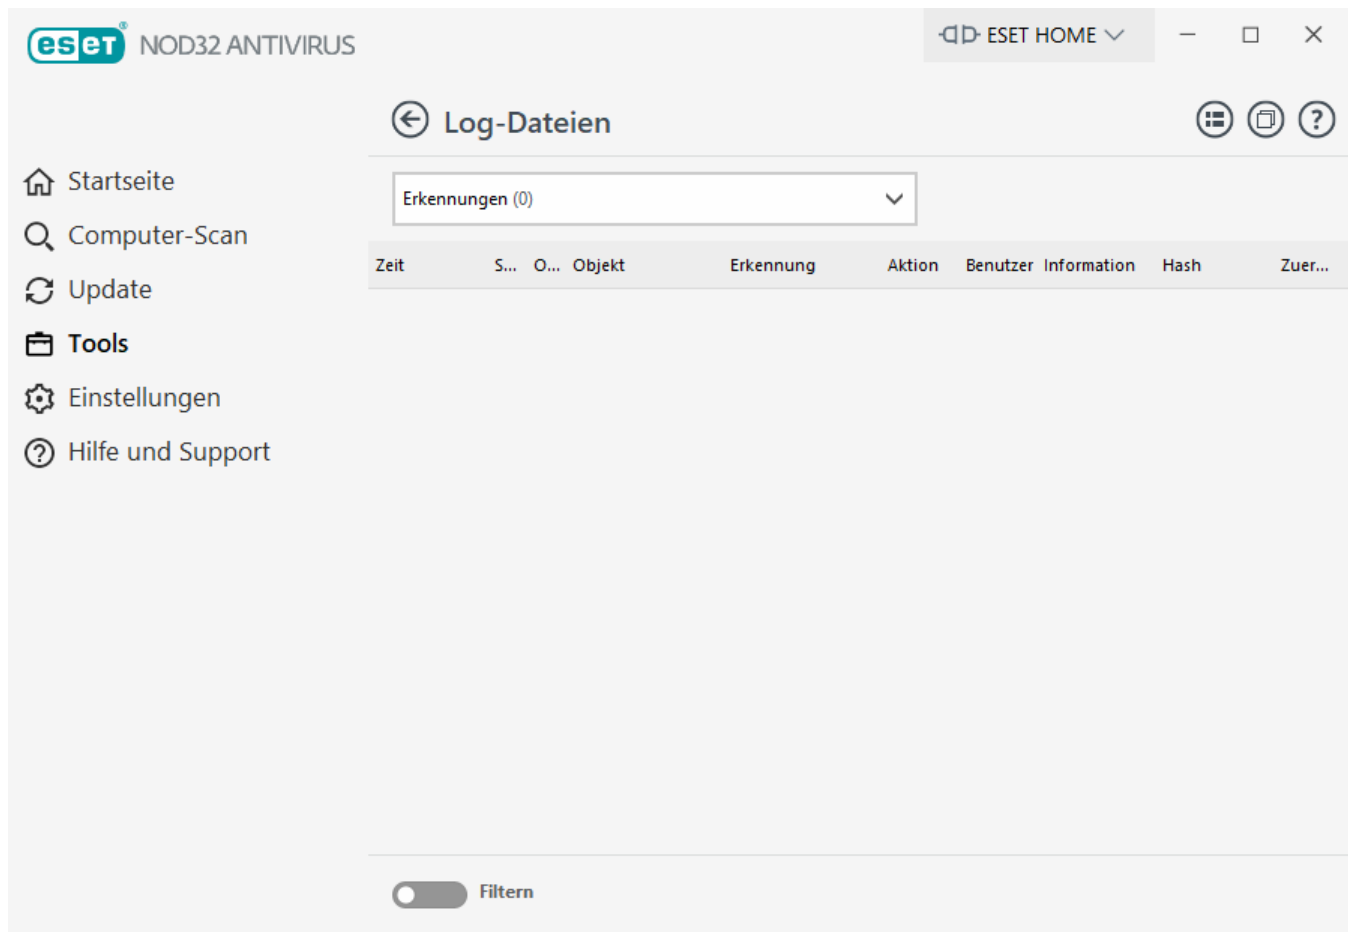 eset® NOD32 ANTIVIRUS
ESET HOME
Log-Dateien
Startseite
Computer-Scan
Update
Tools
Einstellungen
Hilfe und Support
Erkennungen (0)
Zeit S... O... Objekt Erkennung Aktion Benutzer Information Hash Zuer...
Filtern